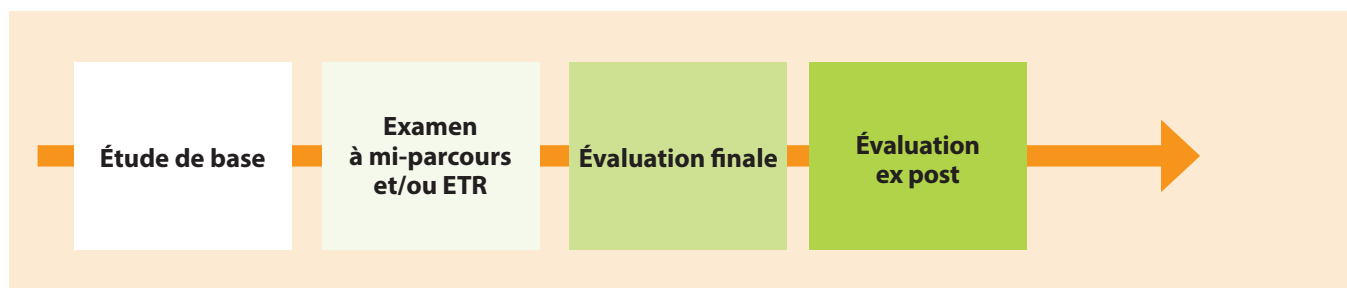 Étude de base
Examen
à mi-parcours
et/ou ETR
Évaluation finale
Évaluation
ex post